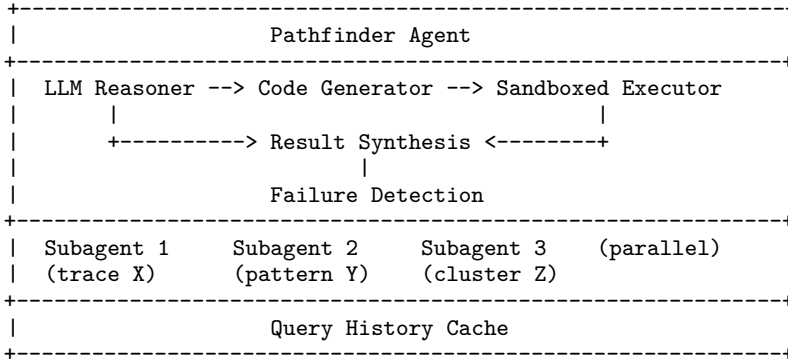 Pathfinder Agent
LLM Reasoner --> Code Generator --> Sandboxed Executor
+----------> Result Synthesis <--------+
Failure Detection
Subagent 1 Subagent 2 Subagent 3 (parallel)
(trace X) (pattern Y) (cluster Z)
Query History Cache